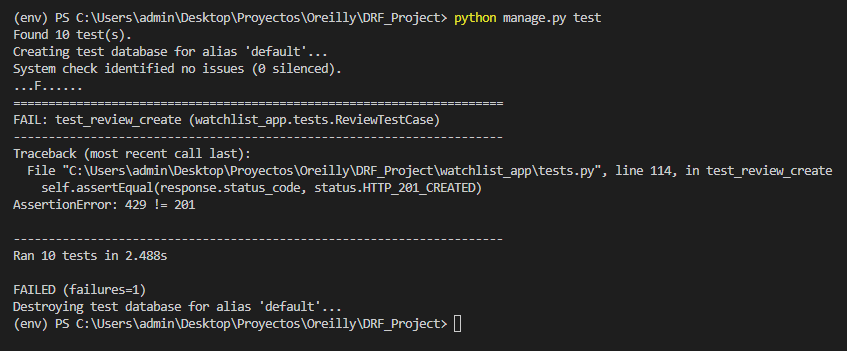 (env) PS C:\Users\admin\Desktop\Proyectos\Oreilly\DRF_Project> python manage.py test
Found 10 test(s).
Creating test database for alias 'default'...
System check identified no issues (0 silenced).
...F......
======================================================================
FAIL: test_review_create (watchlist_app.tests.ReviewTestCase)
----------------------------------------------------------------------
Traceback (most recent call last):
  File "C:\Users\admin\Desktop\Proyectos\Oreilly\DRF_Project\watchlist_app\tests.py", line 114, in test_review_create
    self.assertEqual(response.status_code, status.HTTP_201_CREATED)
AssertionError: 429 != 201

----------------------------------------------------------------------
Ran 10 tests in 2.488s

FAILED (failures=1)
Destroying test database for alias 'default'...
(env) PS C:\Users\admin\Desktop\Proyectos\Oreilly\DRF_Project>